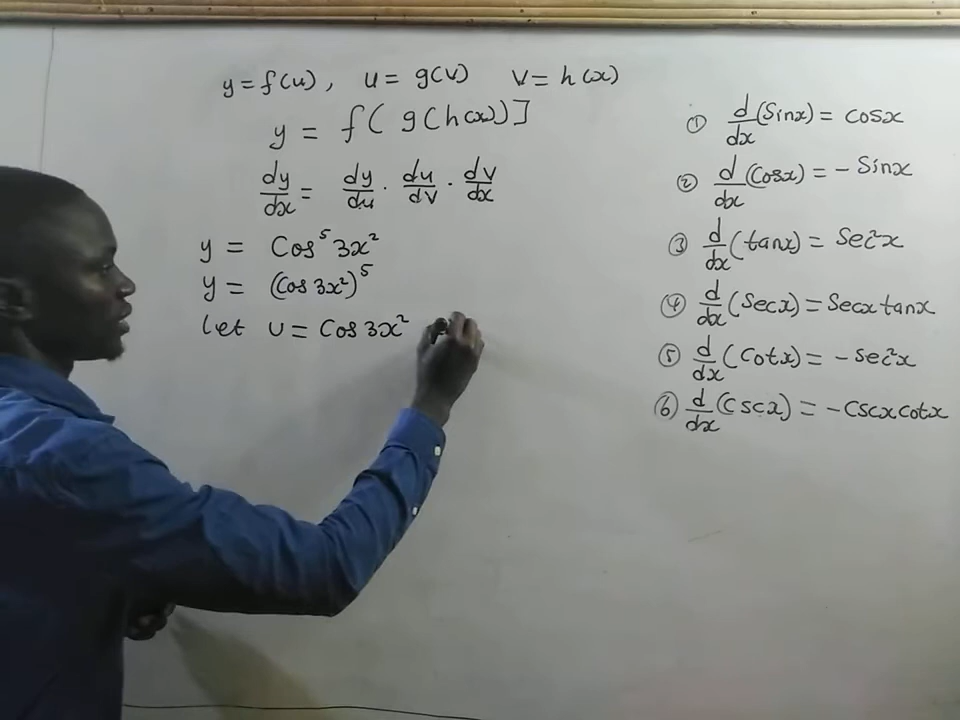 y = f(u), u = g(v) v = h(x)
y = f( g(h(x))]
dy/dx = dy/du · du/dv · dv/dx
y = Cos⁵3x²
y = (Cos 3x²)⁵
let u = Cos 3x²
① d/dx (Sinx) = Cosx
② d/dx (Cosx) = - Sinx
③ d/dx (tanx) = Sec²x
④ d/dx (Secx) = Secx tanx
⑤ d/dx (Cotx) = - Sec²x
⑥ d/dx (Cscx) = - Cscx cotx